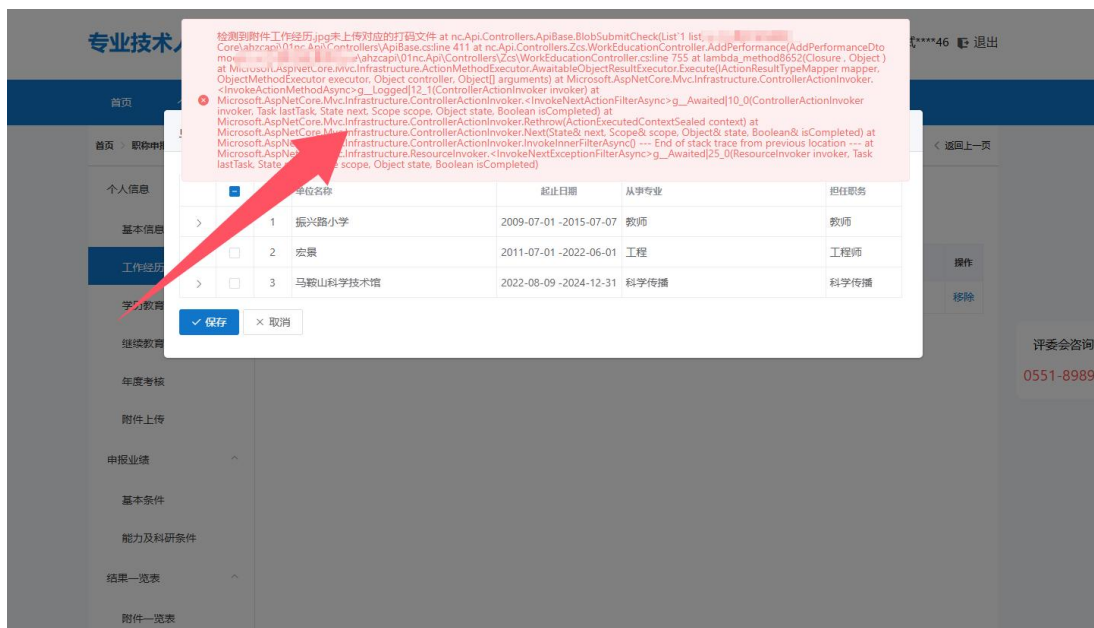 专业技术
检测到附件工作经历.jpg未上传对应的打码文件 at nc.Api.Controllers.ApiBase.BlobSubmitCheck(List`1 list,
****46 退出
Core\ahzcapi\01nc.Api\Controllers\ApiBase.cs:line 411 at nc.Api.Controllers.Zcs.WorkEducationController.AddPerformance(AddPerformanceDto
\ahzcapi\01nc.Api\Controllers\Zcs\WorkEducationController.cs:line 755 at lambda_method8652(Closure , Object )
at Microsoft.AspNetCore.Mvc.Infrastructure.ActionMethodExecutor.AwaitableObjectResultExecutor.Execute(IActionResultTypeMapper mapper,
ObjectMethodExecutor executor, Object controller, Object[] arguments) at Microsoft.AspNetCore.Mvc.Infrastructure.ControllerActionInvoker.
<InvokeActionMethodAsync>g__Logged|12_1(ControllerActionInvoker invoker) at
首页
Microsoft.AspNetCore.Mvc.Infrastructure.ControllerActionInvoker.<InvokeNextActionFilterAsync>g__Awaited|10_0(ControllerActionInvoker
invoker, Task lastTask, State next, Scope scope, Object state, Boolean isCompleted) at
Microsoft.AspNetCore.Mvc.Infrastructure.ControllerActionInvoker.Rethrow(ActionExecutedContextSealed context) at
Microsoft.AspNetCore.Mvc.Infrastructure.ControllerActionInvoker.Next(State& next, Scope& scope, Object& state, Boolean& isCompleted) at
Microsoft.AspNetCore.Mvc.Infrastructure.ControllerActionInvoker.InvokeInnerFilterAsync() --- End of stack trace from previous location --- at
首页 > 职称申报
< 返回上一页
Microsoft.AspNetCore.Mvc.Infrastructure.ResourceInvoker.<InvokeNextExceptionFilterAsync>g__Awaited|25_0(ResourceInvoker invoker, Task
lastTask, State scope, Object state, Boolean isCompleted)
个人信息
单位名称 起止日期 从事专业 担任职务
基本信息
1 振兴路小学 2009-07-01 -2015-07-07 教师 教师
2 宏景 2011-07-01 -2022-06-01 工程 工程师
工作经历
操作
3 马鞍山科学技术馆 2022-08-09 -2024-12-31 科学传播 科学传播
学历教育
移除
保存 × 取消
继续教育
评委会咨询
年度考核
0551-8989
附件上传
申报业绩
基本条件
能力及科研条件
结果一览表
附件一览表